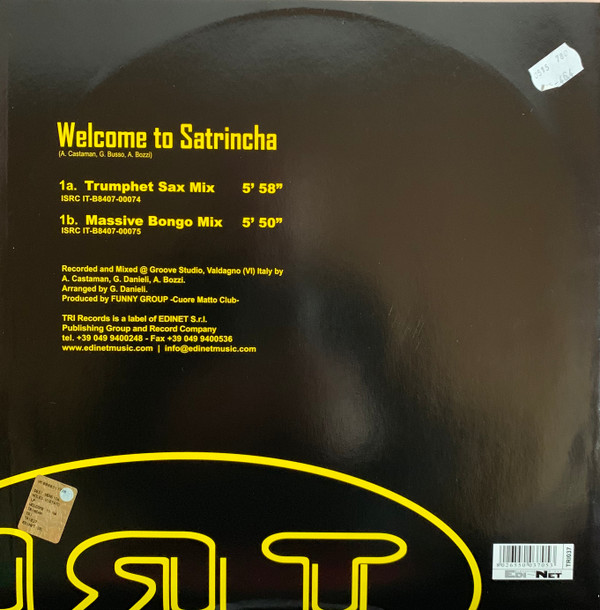 Welcome to Satrincha
(A. Castaman, G. Busso, A. Bozzi)
1a. Trumphet Sax Mix 5' 58"
ISRC IT-B8407-00074
1b. Massive Bongo Mix 5' 50"
ISRC IT-B8407-00075
Recorded and Mixed @ Groove Studio, Valdagno (VI) Italy by
A. Castaman, G. Danieli, A. Bozzi.
Arranged by G. Danieli.
Produced by FUNNY GROUP -Cuore Matto Club-
TRI Records is a label of EDINET S.r.l.
Publishing Group and Record Company
tel. +39 049 9400248 - Fax +39 049 9400536
www.edinetmusic.com | info@edinetmusic.com
TRI
TRI037
EDI NET